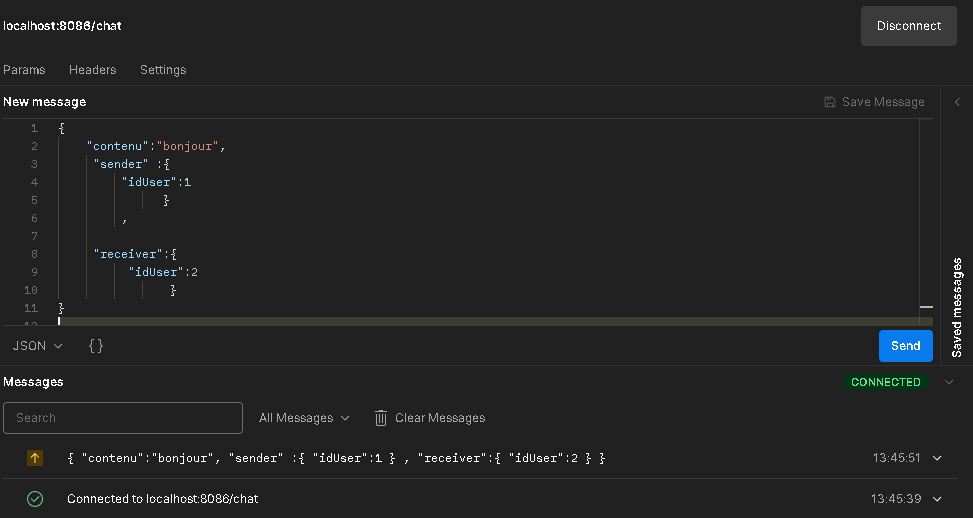 localhost:8086/chat
Disconnect
Params Headers Settings
New message
Save Message
1 {
2 "contenu":"bonjour",
3 "sender" :{
4 "idUser":1
5 }
6 ,
7
8 "receiver":{
9 "idUser":2
10 }
11 }
12
Saved messages
JSON {}
Send
Messages
CONNECTED
Search
All Messages
Clear Messages
{ "contenu":"bonjour", "sender" :{ "idUser":1 } , "receiver":{ "idUser":2 } } 13:45:51
Connected to localhost:8086/chat 13:45:39